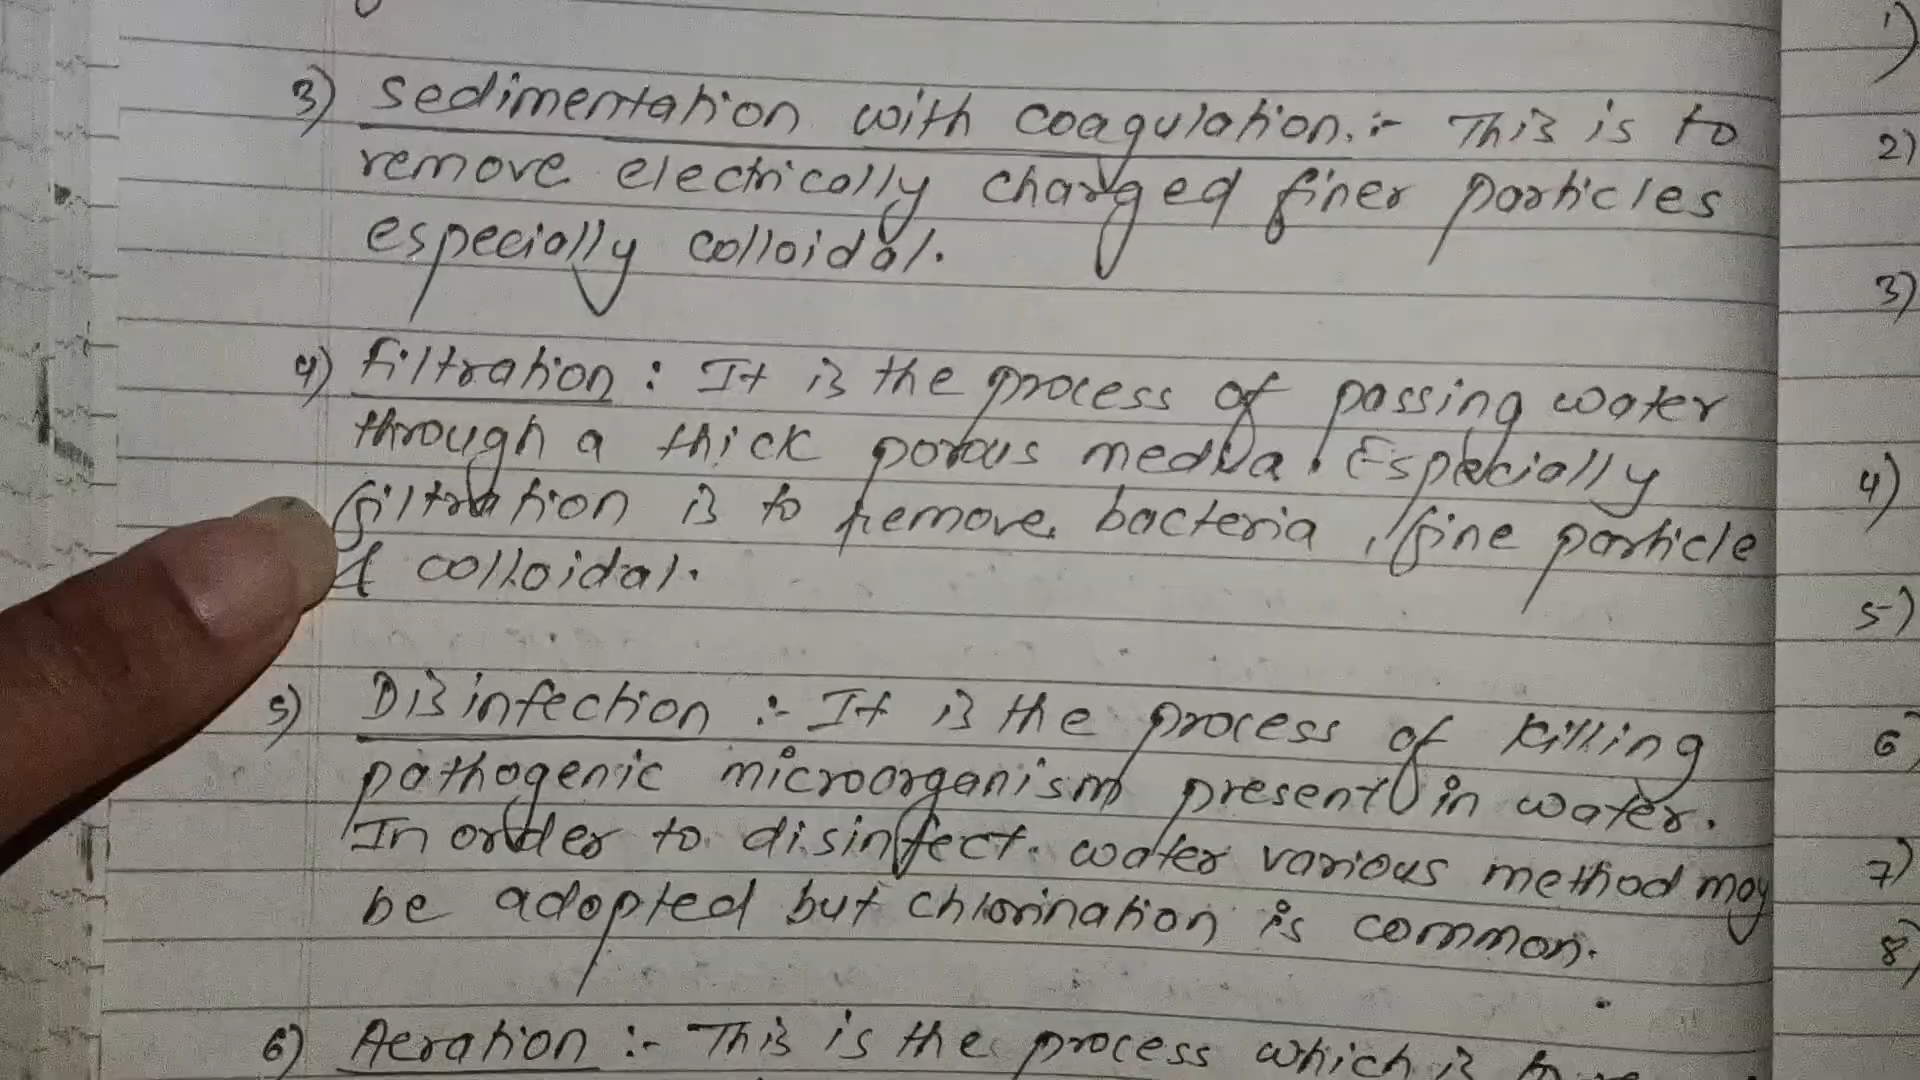 3) Sedimentation with coagulation. :- This is to
remove electrically charged finer particles
especially colloidal.
4) Filtration : It is the process of passing water
through a thick porous media. Especially
filtration is to remove bacteria, fine particle
& colloidal.
5) Disinfection :- It is the process of killing
pathogenic microorganism present in water.
In order to disinfect water various method may
be adopted but chlorination is common.
6) Aeration :- This is the process which is to
1)
2)
3)
4)
5)
6)
7)
8)